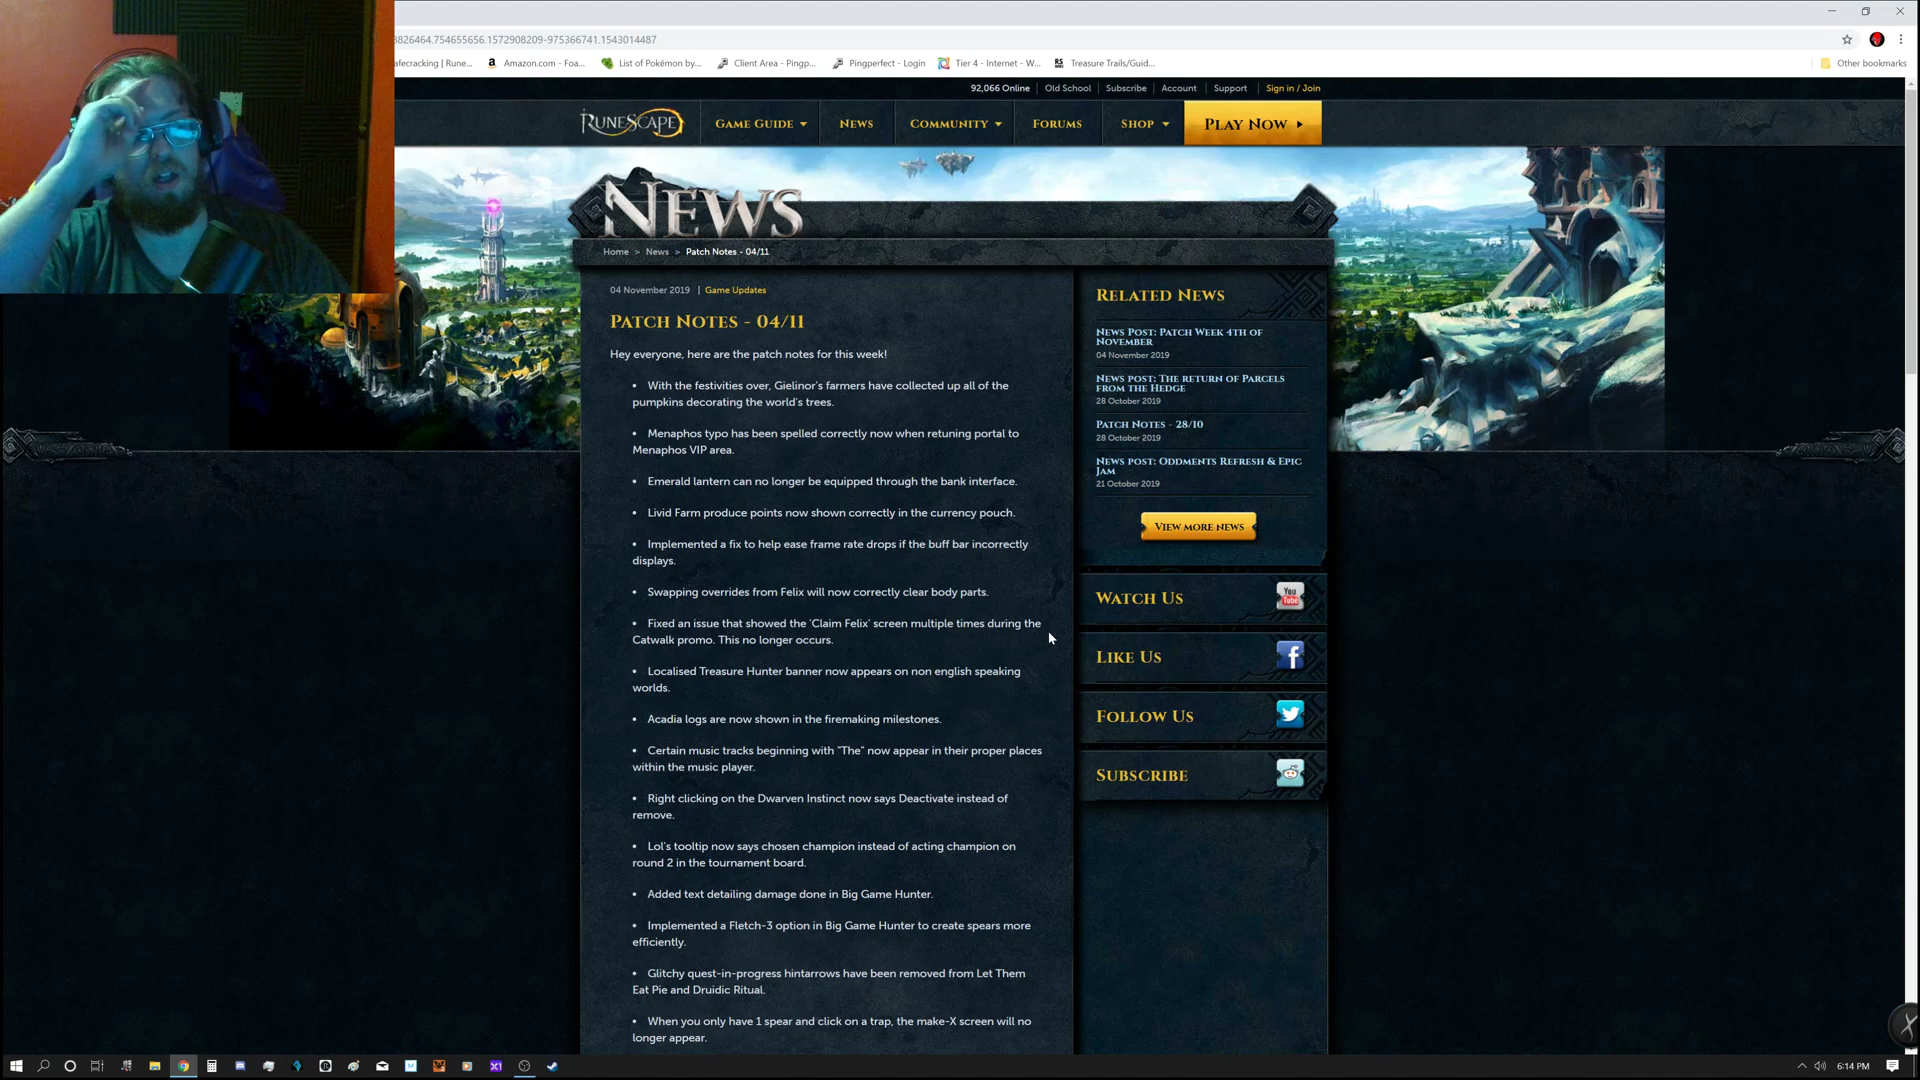 8826464.754655656.1572908209-975366741.1543014487
afecracking | Rune... Amazon.com - Foa... List of Pokémon by... Client Area - Pingp... Pingperfect - Login Tier 4 - Internet - W... Treasure Trails/Guid... Other bookmarks
92,066 Online Old School Subscribe Account Support Sign in / Join
RUNESCAPE GAME GUIDE NEWS COMMUNITY FORUMS SHOP PLAY NOW
NEWS
Home > News > Patch Notes - 04/11
04 November 2019 | Game Updates
PATCH NOTES - 04/11
Hey everyone, here are the patch notes for this week!
• With the festivities over, Gielinor's farmers have collected up all of the
pumpkins decorating the world's trees.
• Menaphos typo has been spelled correctly now when retuning portal to
Menaphos VIP area.
• Emerald lantern can no longer be equipped through the bank interface.
• Livid Farm produce points now shown correctly in the currency pouch.
• Implemented a fix to help ease frame rate drops if the buff bar incorrectly
displays.
• Swapping overrides from Felix will now correctly clear body parts.
• Fixed an issue that showed the 'Claim Felix' screen multiple times during the
Catwalk promo. This no longer occurs.
• Localised Treasure Hunter banner now appears on non english speaking
worlds.
• Acadia logs are now shown in the firemaking milestones.
• Certain music tracks beginning with "The" now appear in their proper places
within the music player.
• Right clicking on the Dwarven Instinct now says Deactivate instead of
remove.
• Lol's tooltip now says chosen champion instead of acting champion on
round 2 in the tournament board.
• Added text detailing damage done in Big Game Hunter.
• Implemented a Fletch-3 option in Big Game Hunter to create spears more
efficiently.
• Glitchy quest-in-progress hintarrows have been removed from Let Them
Eat Pie and Druidic Ritual.
• When you only have 1 spear and click on a trap, the make-X screen will no
longer appear.
RELATED NEWS
NEWS POST: PATCH WEEK 4TH OF
NOVEMBER
04 November 2019
NEWS POST: THE RETURN OF PARCELS
FROM THE HEDGE
28 October 2019
PATCH NOTES - 28/10
28 October 2019
NEWS POST: ODDMENTS REFRESH & EPIC
JAM
21 October 2019
VIEW MORE NEWS
WATCH US
You Tube
LIKE US
FOLLOW US
SUBSCRIBE
6:14 PM